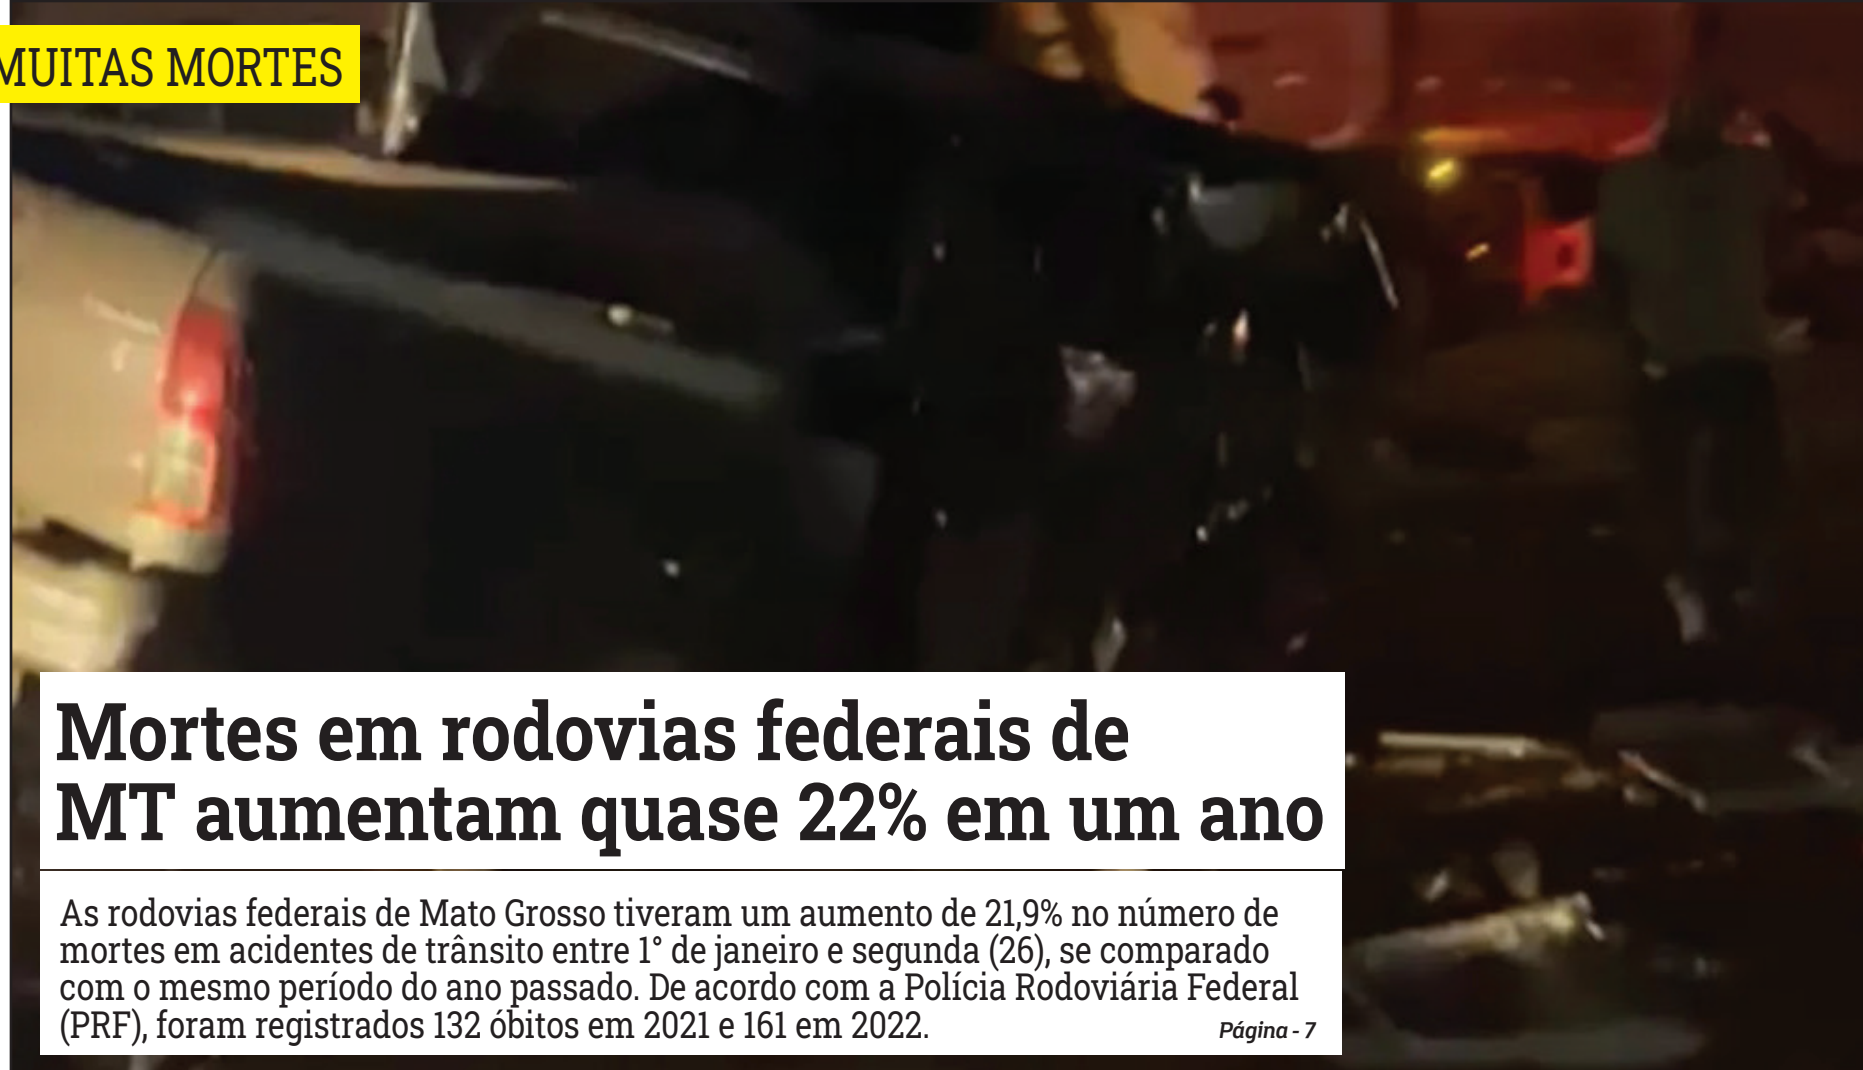 MUITAS MORTES
Mortes em rodovias federais de
MT aumentam quase 22% em um ano
As rodovias federais de Mato Grosso tiveram um aumento de 21,9% no número de
mortes em acidentes de trânsito entre 1° de janeiro e segunda (26), se comparado
com o mesmo período do ano passado. De acordo com a Polícia Rodoviária Federal
(PRF), foram registrados 132 óbitos em 2021 e 161 em 2022.
Página - 7